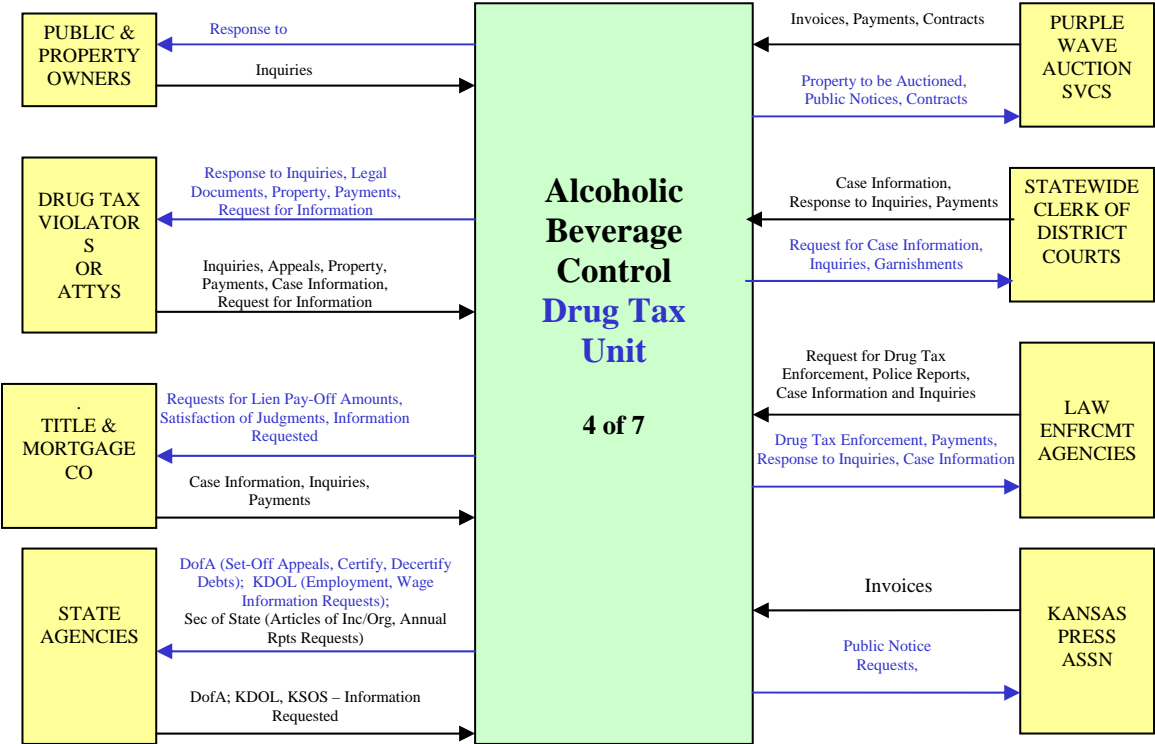 PUBLIC &
PROPERTY
OWNERS
Response to
Inquiries
DRUG TAX
VIOLATOR
S
OR
ATTYS
Response to Inquiries, Legal
Documents, Property, Payments,
Request for Information
Inquiries, Appeals, Property,
Payments, Case Information,
Request for Information
.
TITLE &
MORTGAGE
CO
Requests for Lien Pay-Off Amounts,
Satisfaction of Judgments, Information
Requested
Case Information, Inquiries,
Payments
STATE
AGENCIES
DofA (Set-Off Appeals, Certify, Decertify
Debts); KDOL (Employment, Wage
Information Requests);
Sec of State (Articles of Inc/Org, Annual
Rpts Requests)
DofA; KDOL, KSOS – Information
Requested
Alcoholic
Beverage
Control
Drug Tax
Unit
4 of 7
Invoices, Payments, Contracts
Property to be Auctioned,
Public Notices, Contracts
PURPLE
WAVE
AUCTION
SVCS
Case Information,
Response to Inquiries, Payments
Request for Case Information,
Inquiries, Garnishments
STATEWIDE
CLERK OF
DISTRICT
COURTS
Request for Drug Tax
Enforcement, Police Reports,
Case Information and Inquiries
Drug Tax Enforcement, Payments,
Response to Inquiries, Case Information
LAW
ENFRCMT
AGENCIES
Invoices
Public Notice
Requests,
KANSAS
PRESS
ASSN